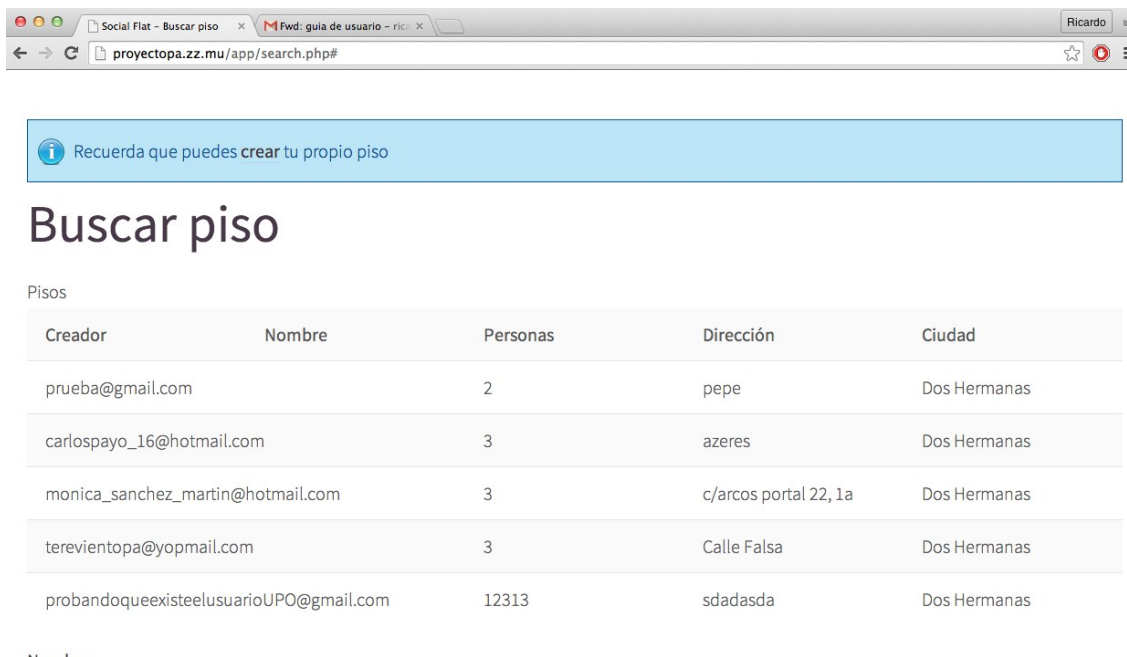 Social Flat – Buscar piso
Fwd: guia de usuario – rica
Ricardo
proyectopa.zz.mu/app/search.php#
Recuerda que puedes crear tu propio piso
Buscar piso
Pisos
Creador Nombre Personas Dirección Ciudad
prueba@gmail.com 2 pepe Dos Hermanas
carlospayo_16@hotmail.com 3 azeres Dos Hermanas
monica_sanchez_martin@hotmail.com 3 c/arcos portal 22, 1a Dos Hermanas
terevientopa@yopmail.com 3 Calle Falsa Dos Hermanas
probandoqueexisteelusuarioUPO@gmail.com 12313 sdadasda Dos Hermanas